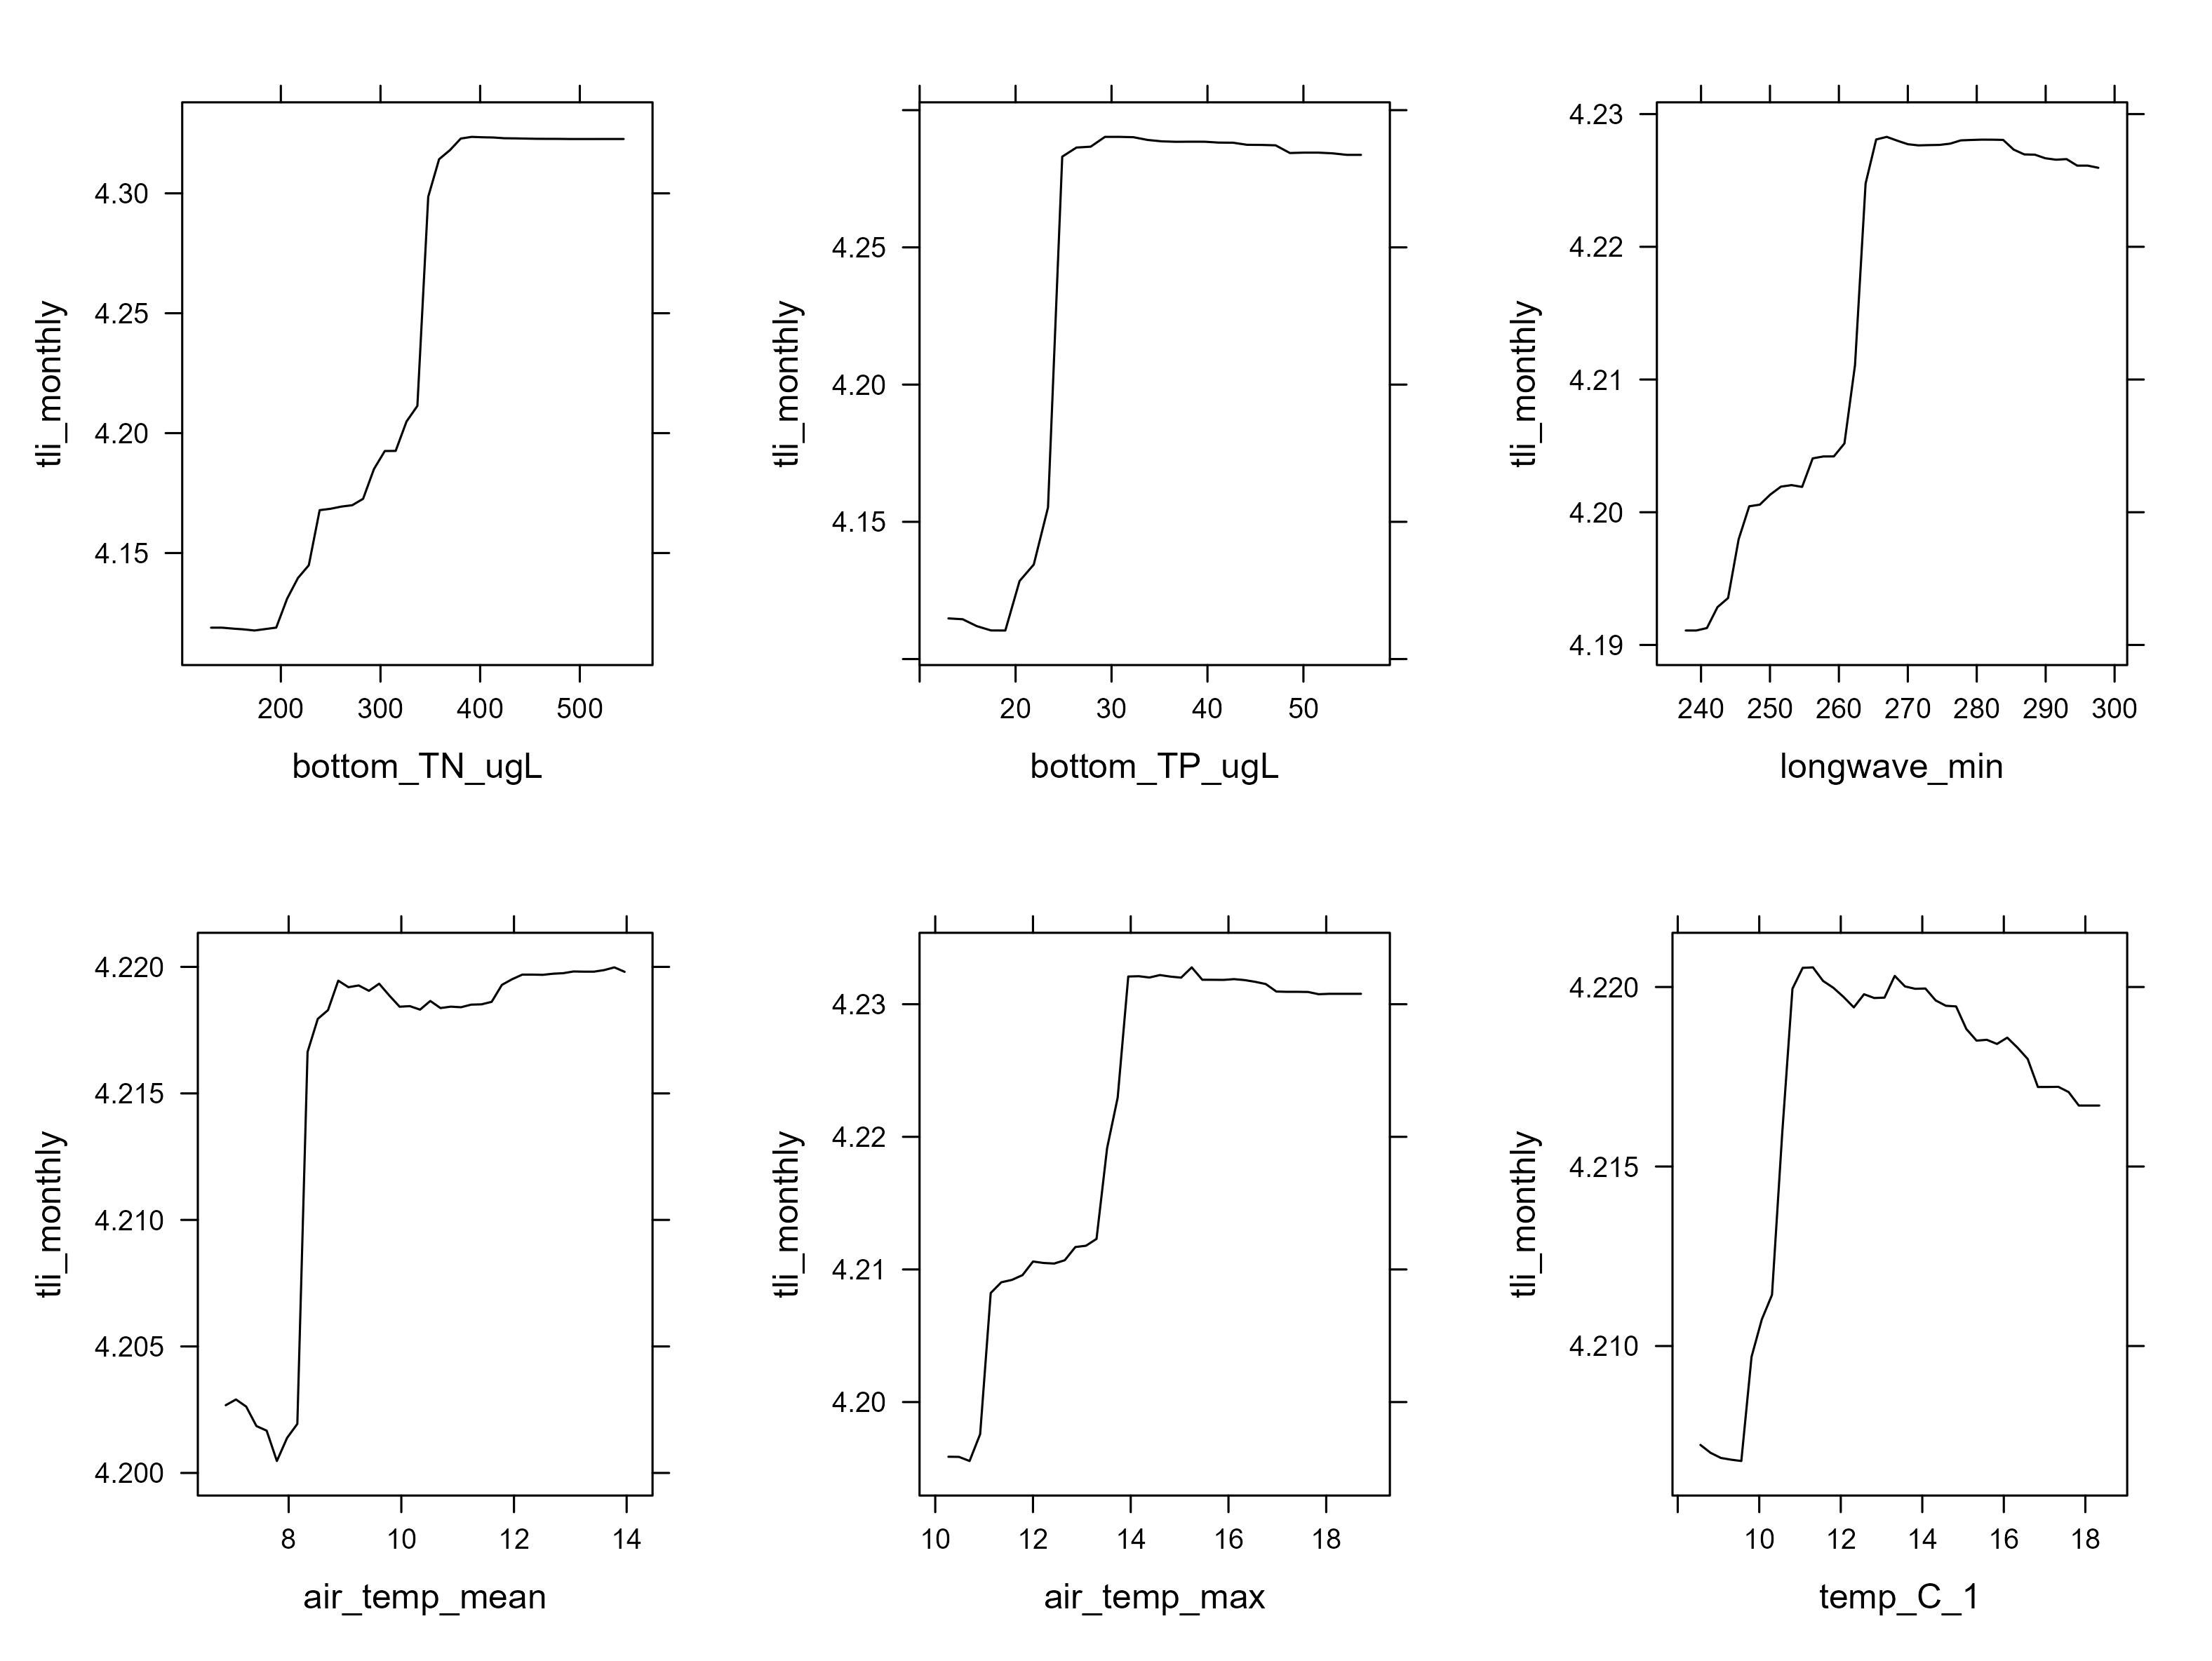 tli_monthly
4.30
4.25
4.20
4.15
200 300 400 500
bottom_TN_ugL
tli_monthly
4.25
4.20
4.15
20 30 40 50
bottom_TP_ugL
tli_monthly
4.23
4.22
4.21
4.20
4.19
240 250 260 270 280 290 300
longwave_min
tli_monthly
4.220
4.215
4.210
4.205
4.200
8 10 12 14
air_temp_mean
tli_monthly
4.23
4.22
4.21
4.20
10 12 14 16 18
air_temp_max
tli_monthly
4.220
4.215
4.210
10 12 14 16 18
temp_C_1